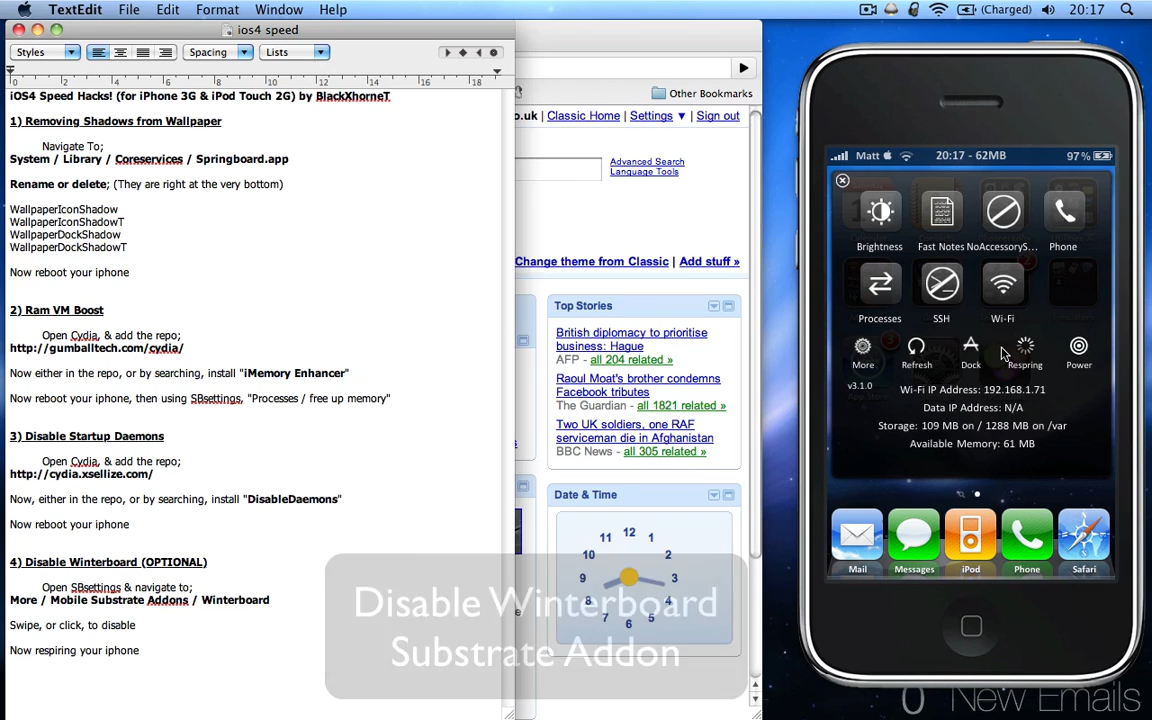 TextEdit File Edit Format Window Help (Charged) 20:17
ios4 speed
Styles Spacing Lists
0 2 4 6 8 10 12 14 16 18
iOS4 Speed Hacks! (for iPhone 3G & iPod Touch 2G) by BlackXhorneT
1) Removing Shadows from Wallpaper
Navigate To;
System / Library / Coreservices / Springboard.app
Rename or delete; (They are right at the very bottom)
WallpaperIconShadow
WallpaperIconShadowT
WallpaperDockShadow
WallpaperDockShadowT
Now reboot your iphone
2) Ram VM Boost
Open Cydia, & add the repo;
http://gumballtech.com/cydia/
Now either in the repo, or by searching, install "iMemory Enhancer"
Now reboot your iphone, then using SBsettings, "Processes / free up memory"
3) Disable Startup Daemons
Open Cydia, & add the repo;
http://cydia.xsellize.com/
Now, either in the repo, or by searching, install "DisableDaemons"
Now reboot your iphone
4) Disable Winterboard (OPTIONAL)
Open SBsettings & navigate to;
More / Mobile Substrate Addons / Winterboard
Swipe, or click, to disable
Now respiring your iphone
Other Bookmarks
o.uk Classic Home | Settings ▼ | Sign out
Advanced Search
Language Tools
Change theme from Classic | Add stuff »
Top Stories
British diplomacy to prioritise
business: Hague
AFP - all 204 related »
Raoul Moat's brother condemns
Facebook tributes
The Guardian - all 1821 related »
Two UK soldiers, one RAF
serviceman die in Afghanistan
BBC News - all 305 related »
Date & Time
12
11 1
10 2
9 3
8 4
7 5
6
Disable Winterboard
Substrate Addon
Matt 20:17 - 62MB 97%
Brightness Fast Notes NoAccessoryS... Phone
Processes SSH Wi-Fi
More Refresh Dock Respring Power
v3.1.0
Wi-Fi IP Address: 192.168.1.71
Data IP Address: N/A
Storage: 109 MB on / 1288 MB on /var
Available Memory: 61 MB
Mail Messages iPod Phone Safari
0 New Emails